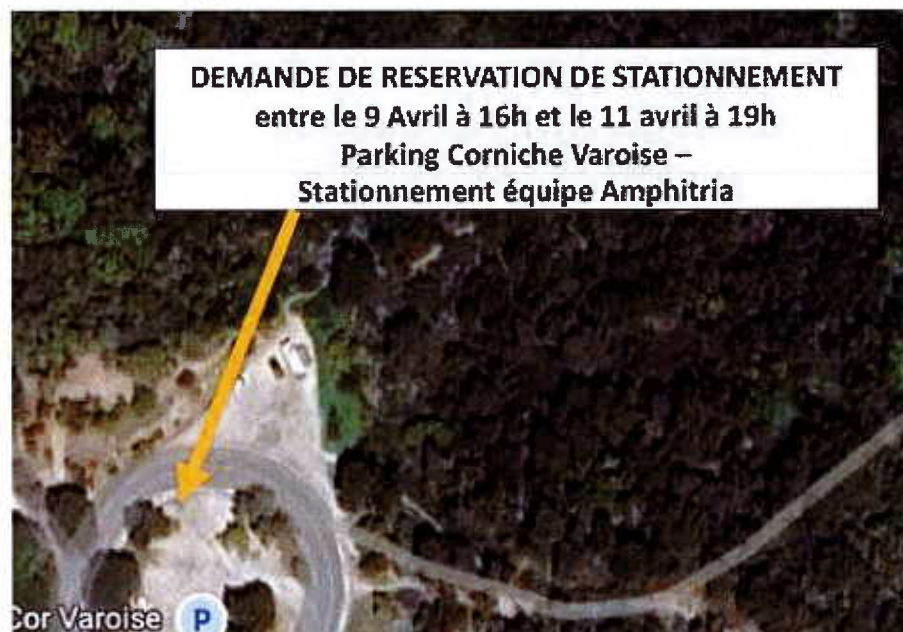 DEMANDE DE RESERVATION DE STATIONNEMENT
entre le 9 Avril à 16h et le 11 avril à 19h
Parking Corniche Varoise –
Stationnement équipe Amphitria
Cor Varoise P